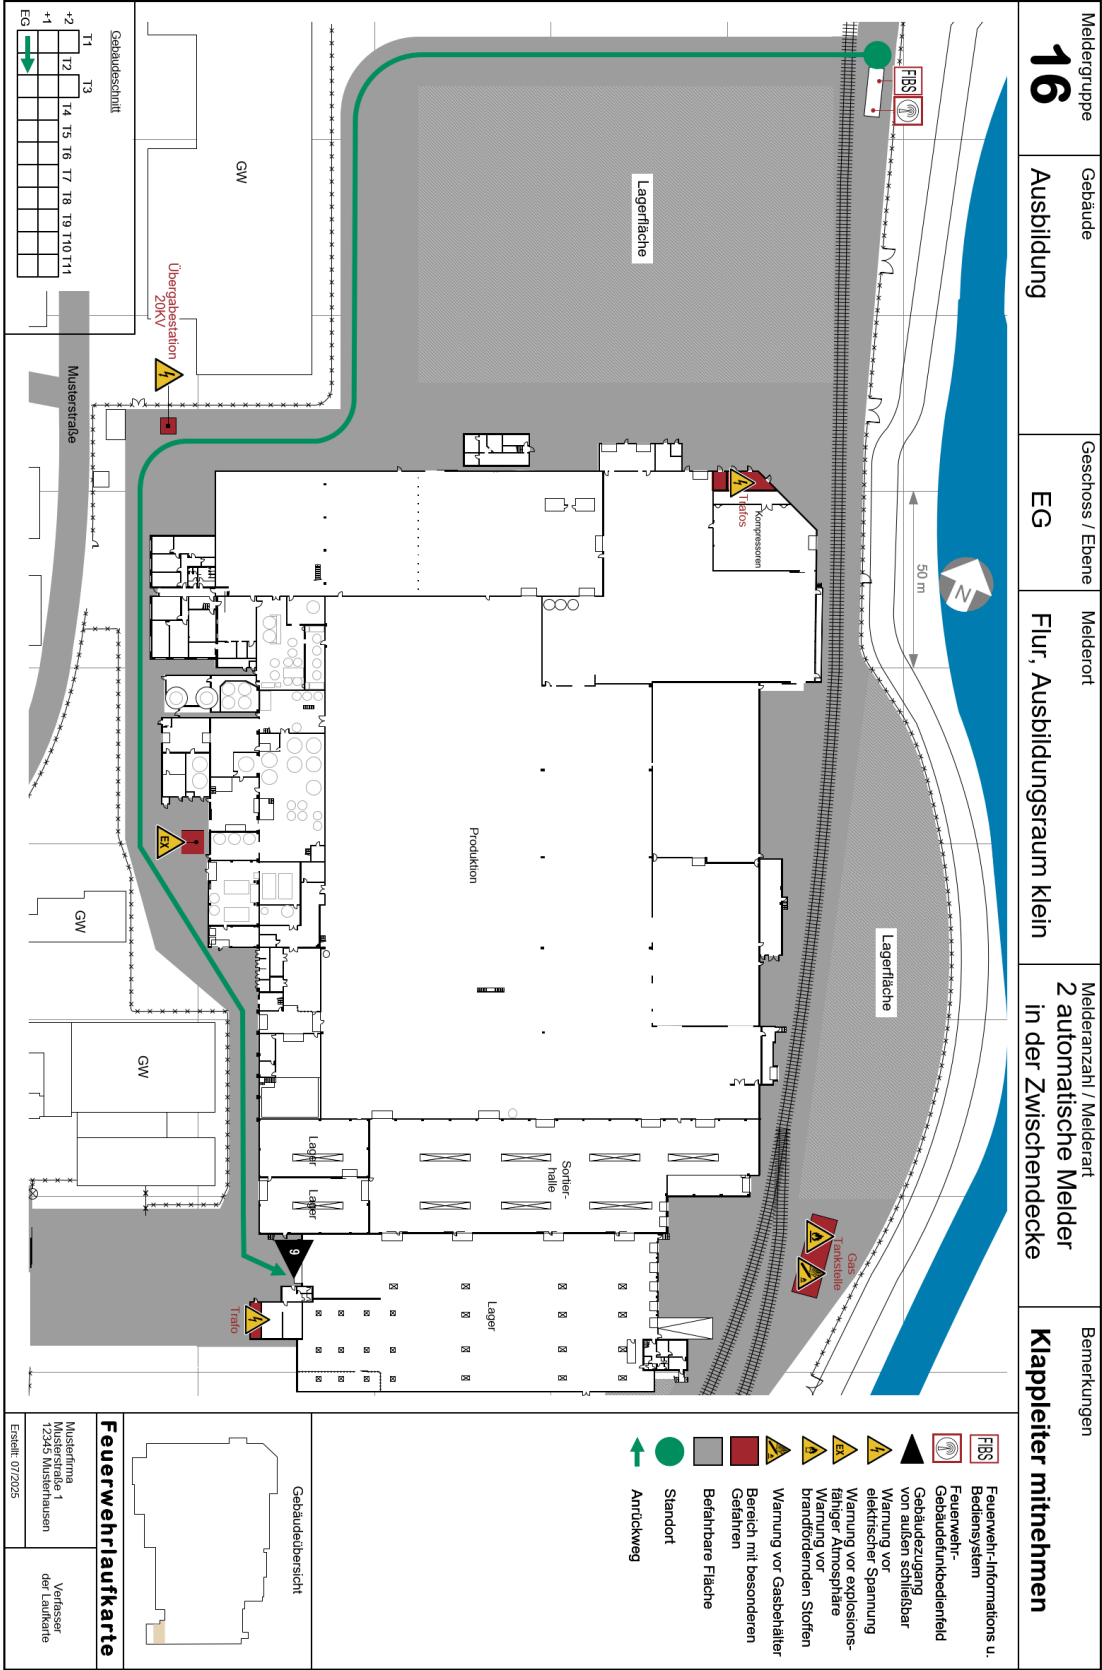 Meldergruppe
16
Gebäude
Ausbildung
Geschoss / Ebene
EG
Melderort
Flur, Ausbildungsraum klein
Melderanzahl / Melderart
2 automatische Melder
in der Zwischendecke
Bemerkungen
Klappleiter mitnehmen
FIBS
50 m
N
Lagerfläche
Lagerfläche
Trafos
Kompressoren
Gas
Tankstelle
Produktion
Sortier-
halle
Lager
Lager
Lager
9
Trafo
GW
GW
GW
EX
Übergabestation
20KV
Musterstraße
Gebäudeschnitt
T1
T2
T3
T4
T5
T6
T7
T8
T9
T10
T11
+2
+1
EG
FIBS
Feuerwehr-Informations u.
Bediensystem
Feuerwehr-
Gebäudefunkbedienfeld
Gebäudezugang
von außen schließbar
Warnung vor
elektrischer Spannung
EX
Warnung vor explosions-
fähiger Atmosphäre
Warnung vor
brandfördernden Stoffen
Warnung vor Gasbehälter
Bereich mit besonderen
Gefahren
Befahrbare Fläche
Standort
Anrückweg
Gebäudeübersicht
Feuerwehrlaufkarte
Musterfirma
Musterstraße 1
12345 Musterhausen
Verfasser
der Laufkarte
Erstellt: 07/2025